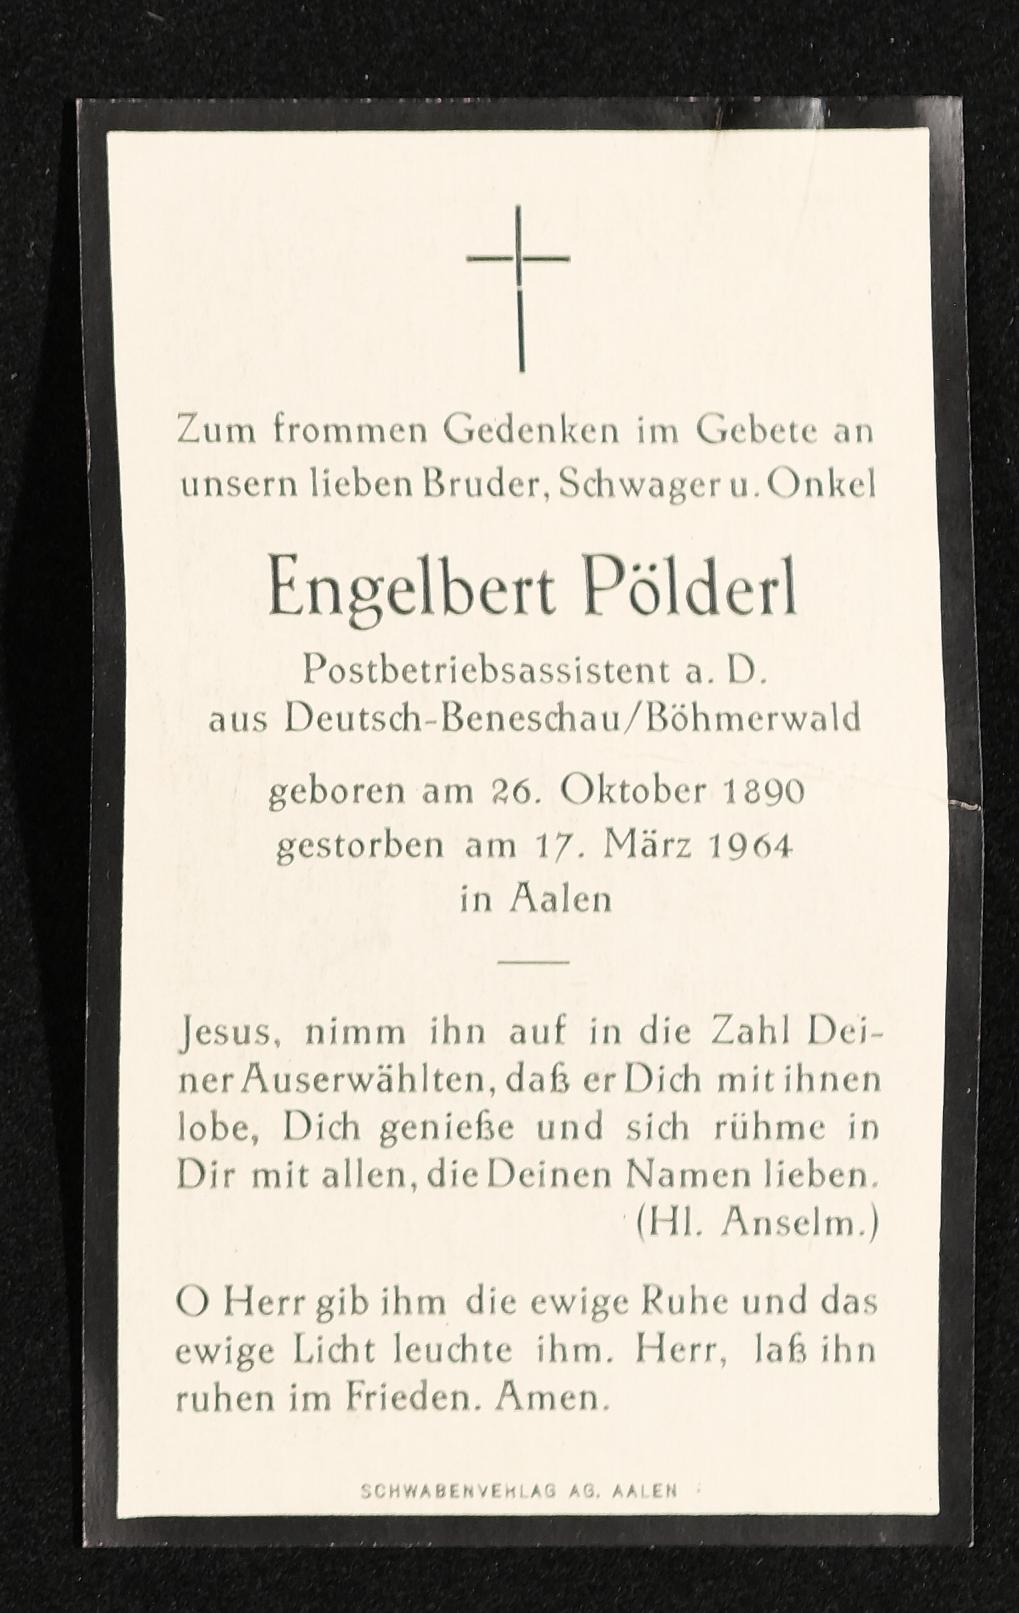 Zum frommen Gedenken im Gebete an
unsern lieben Bruder, Schwager u. Onkel
Engelbert Pölderl
Postbetriebsassistent a. D.
aus Deutsch-Beneschau/Böhmerwald
geboren am 26. Oktober 1890
gestorben am 17. März 1964
in Aalen
Jesus, nimm ihn auf in die Zahl Dei-
ner Auserwählten, daß er Dich mit ihnen
lobe, Dich genieße und sich rühme in
Dir mit allen, die Deinen Namen lieben.
(Hl. Anselm.)
O Herr gib ihm die ewige Ruhe und das
ewige Licht leuchte ihm. Herr, laß ihn
ruhen im Frieden. Amen.
SCHWABENVERLAG AG. AALEN